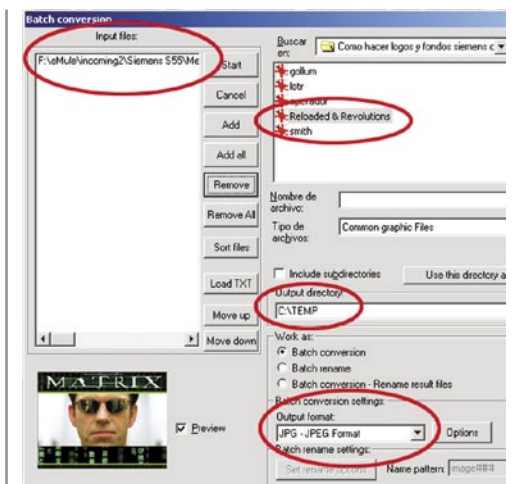 Batch conversion
Input files:
F:\eMule\incoming2\Siemens S55\Me
Start
Cancel
Add
Add all
Remove
Remove All
Sort files
Load TXT
Move up
Move down
MATRIX
Preview
Buscar en:
Como hacer logos y fondos siemens c
gollum
lotr
operador
Reloaded & Revolutions
smith
Nombre de archivo:
Tipo de archivos:
Common graphic Files
Include subdirectories
Use this directory a
Output directory:
C:\TEMP
Work as:
Batch conversion
Batch rename
Batch conversion - Rename result files
Batch conversion settings:
Output format:
JPG - JPEG Format
Options
Batch rename settings:
Set rename options
Name pattern:
image###